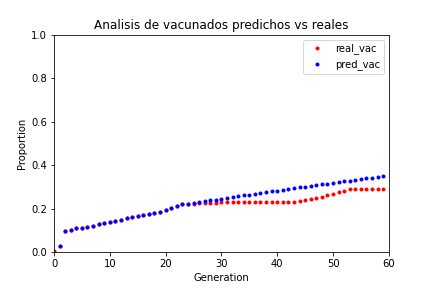 Analisis de vacunados predichos vs reales
real_vac
pred_vac
1.0
0.8
0.6
0.4
0.2
0.0
Proportion
0 10 20 30 40 50 60
Generation